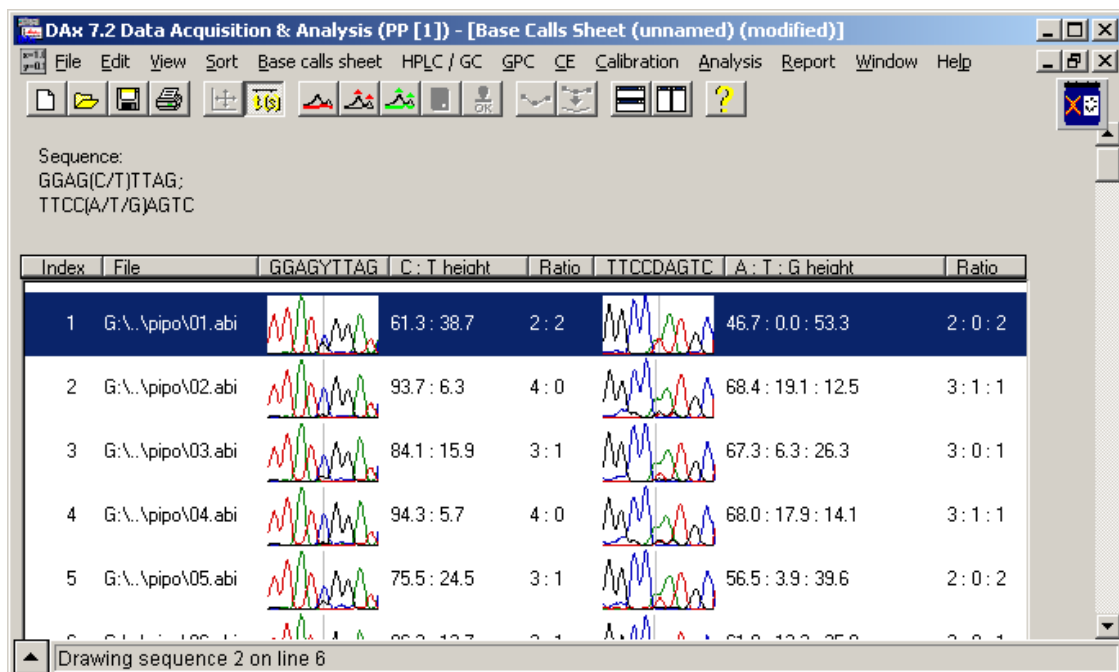 DAx 7.2 Data Acquisition & Analysis (PP [1]) - [Base Calls Sheet (unnamed) (modified)]
File Edit View Sort Base calls sheet HPLC / GC GPC CE Calibration Analysis Report Window Help
OK
Sequence:
GGAG(C/T)TTAG;
TTCC(A/T/G)AGTC
Index File GGAGYTTAG C : T height Ratio TTCCDAGTC A : T : G height Ratio
1 G:\..\pipo\01.abi 61.3 : 38.7 2 : 2 46.7 : 0.0 : 53.3 2 : 0 : 2
2 G:\..\pipo\02.abi 93.7 : 6.3 4 : 0 68.4 : 19.1 : 12.5 3 : 1 : 1
3 G:\..\pipo\03.abi 84.1 : 15.9 3 : 1 67.3 : 6.3 : 26.3 3 : 0 : 1
4 G:\..\pipo\04.abi 94.3 : 5.7 4 : 0 68.0 : 17.9 : 14.1 3 : 1 : 1
5 G:\..\pipo\05.abi 75.5 : 24.5 3 : 1 56.5 : 3.9 : 39.6 2 : 0 : 2
Drawing sequence 2 on line 6